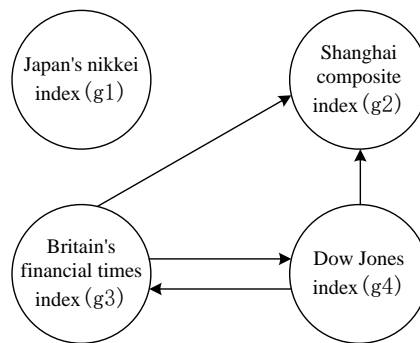 Japan's nikkei
index(g1)
Shanghai
composite
index(g2)
Britain's
financial times
index(g3)
Dow Jones
index(g4)